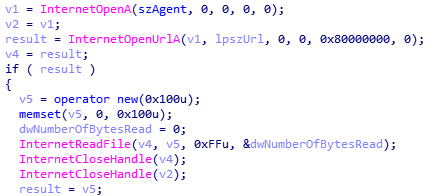 v1 = InternetOpenA(szAgent, 0, 0, 0, 0);
v2 = v1;
result = InternetOpenUrlA(v1, lpszUrl, 0, 0, 0x80000000, 0);
v4 = result;
if ( result )
{
v5 = operator new(0x100u);
memset(v5, 0, 0x100u);
dwNumberOfBytesRead = 0;
InternetReadFile(v4, v5, 0xFFu, &dwNumberOfBytesRead);
InternetCloseHandle(v4);
InternetCloseHandle(v2);
result = v5;